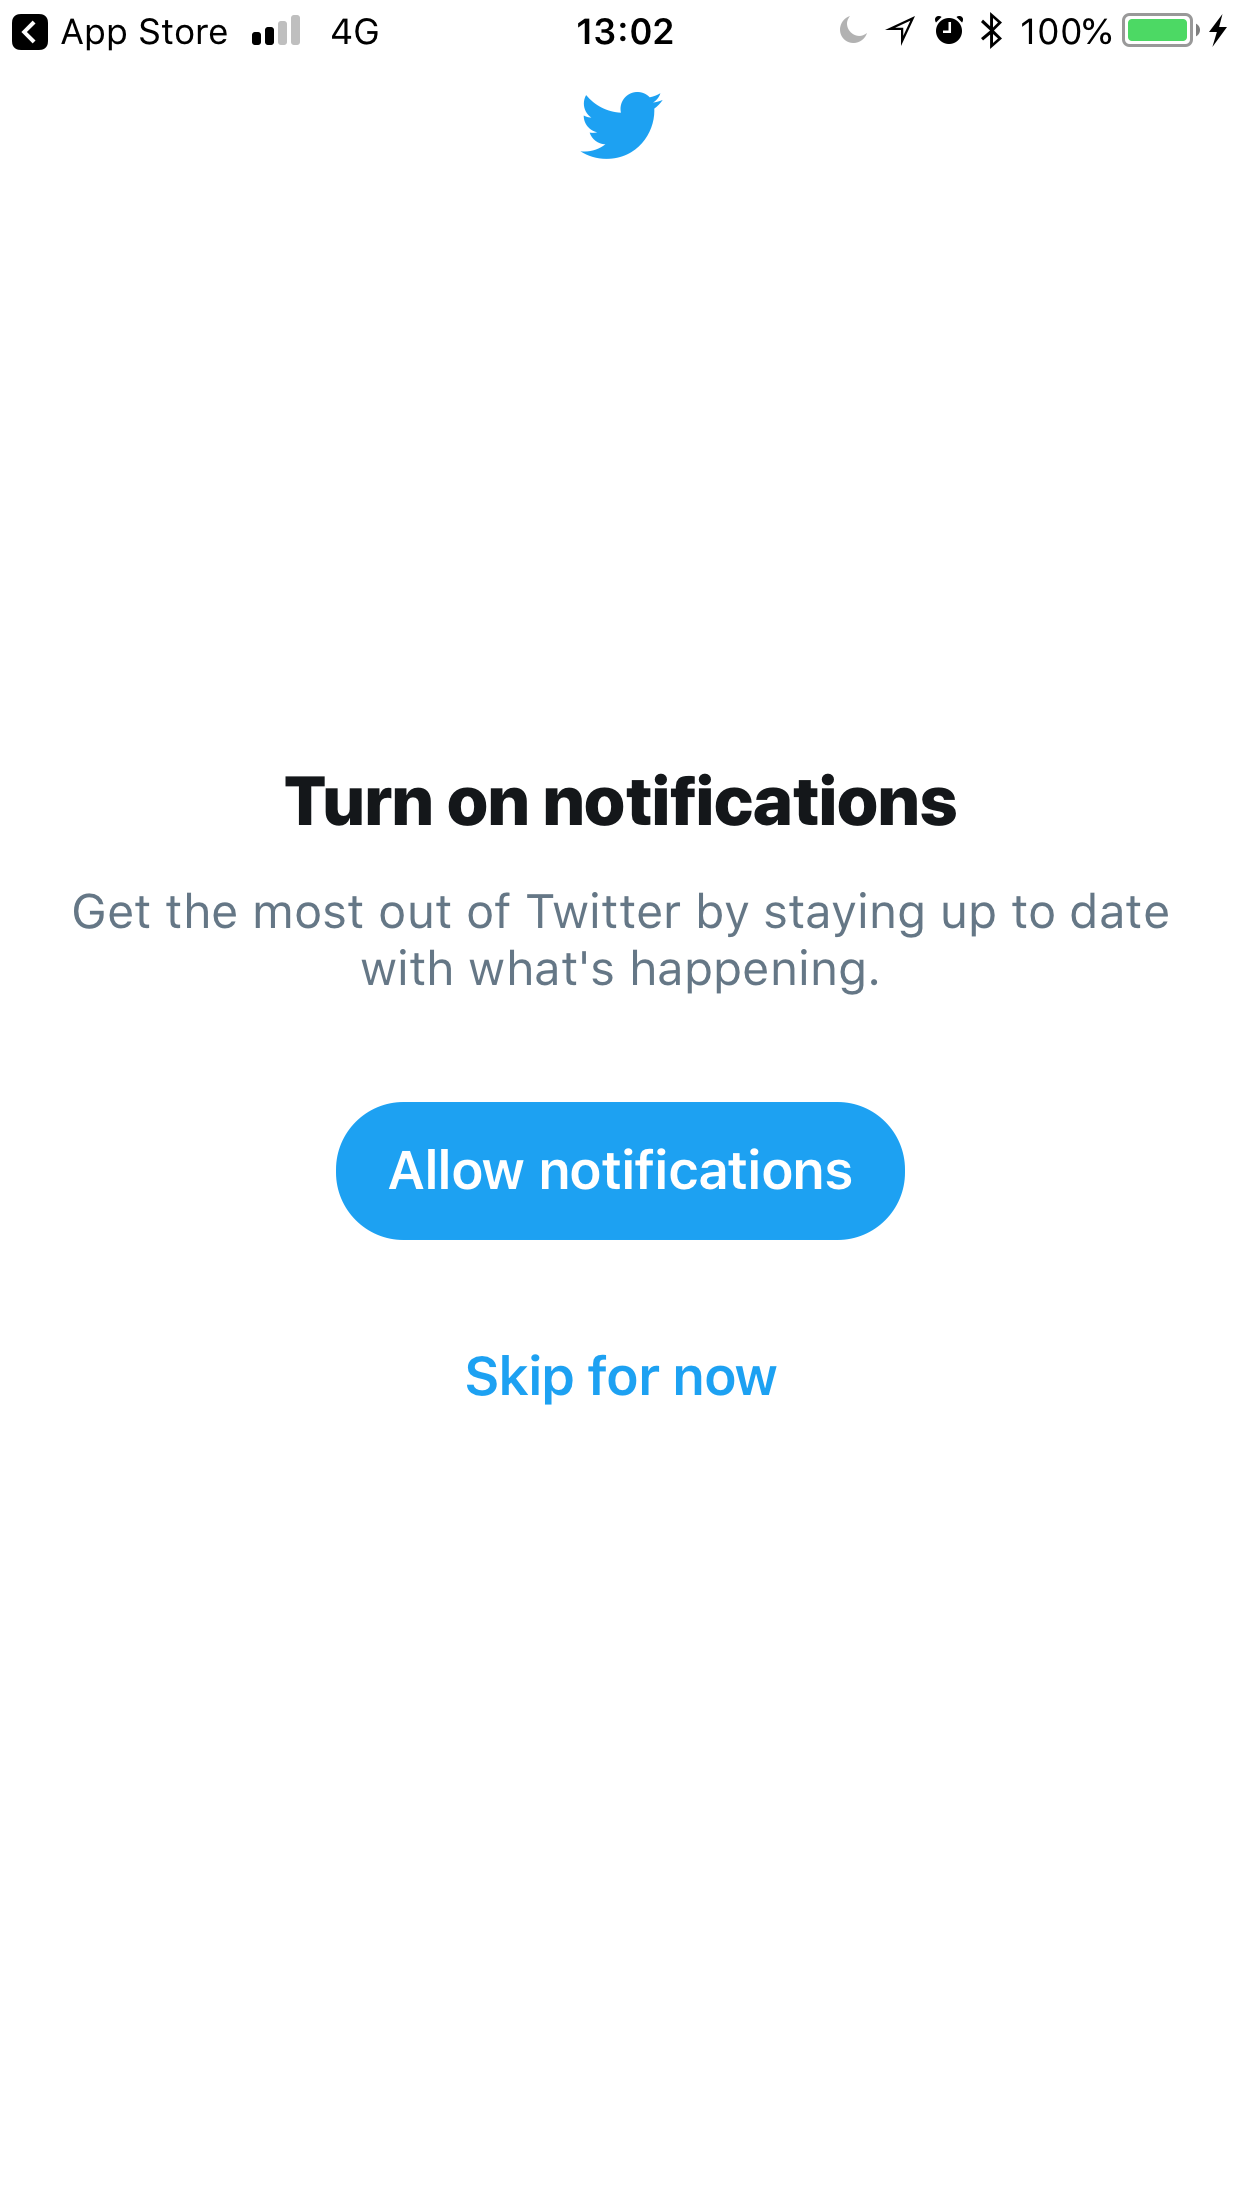 App Store 4G 13:02 100%
Turn on notifications
Get the most out of Twitter by staying up to date
with what's happening.
Allow notifications
Skip for now